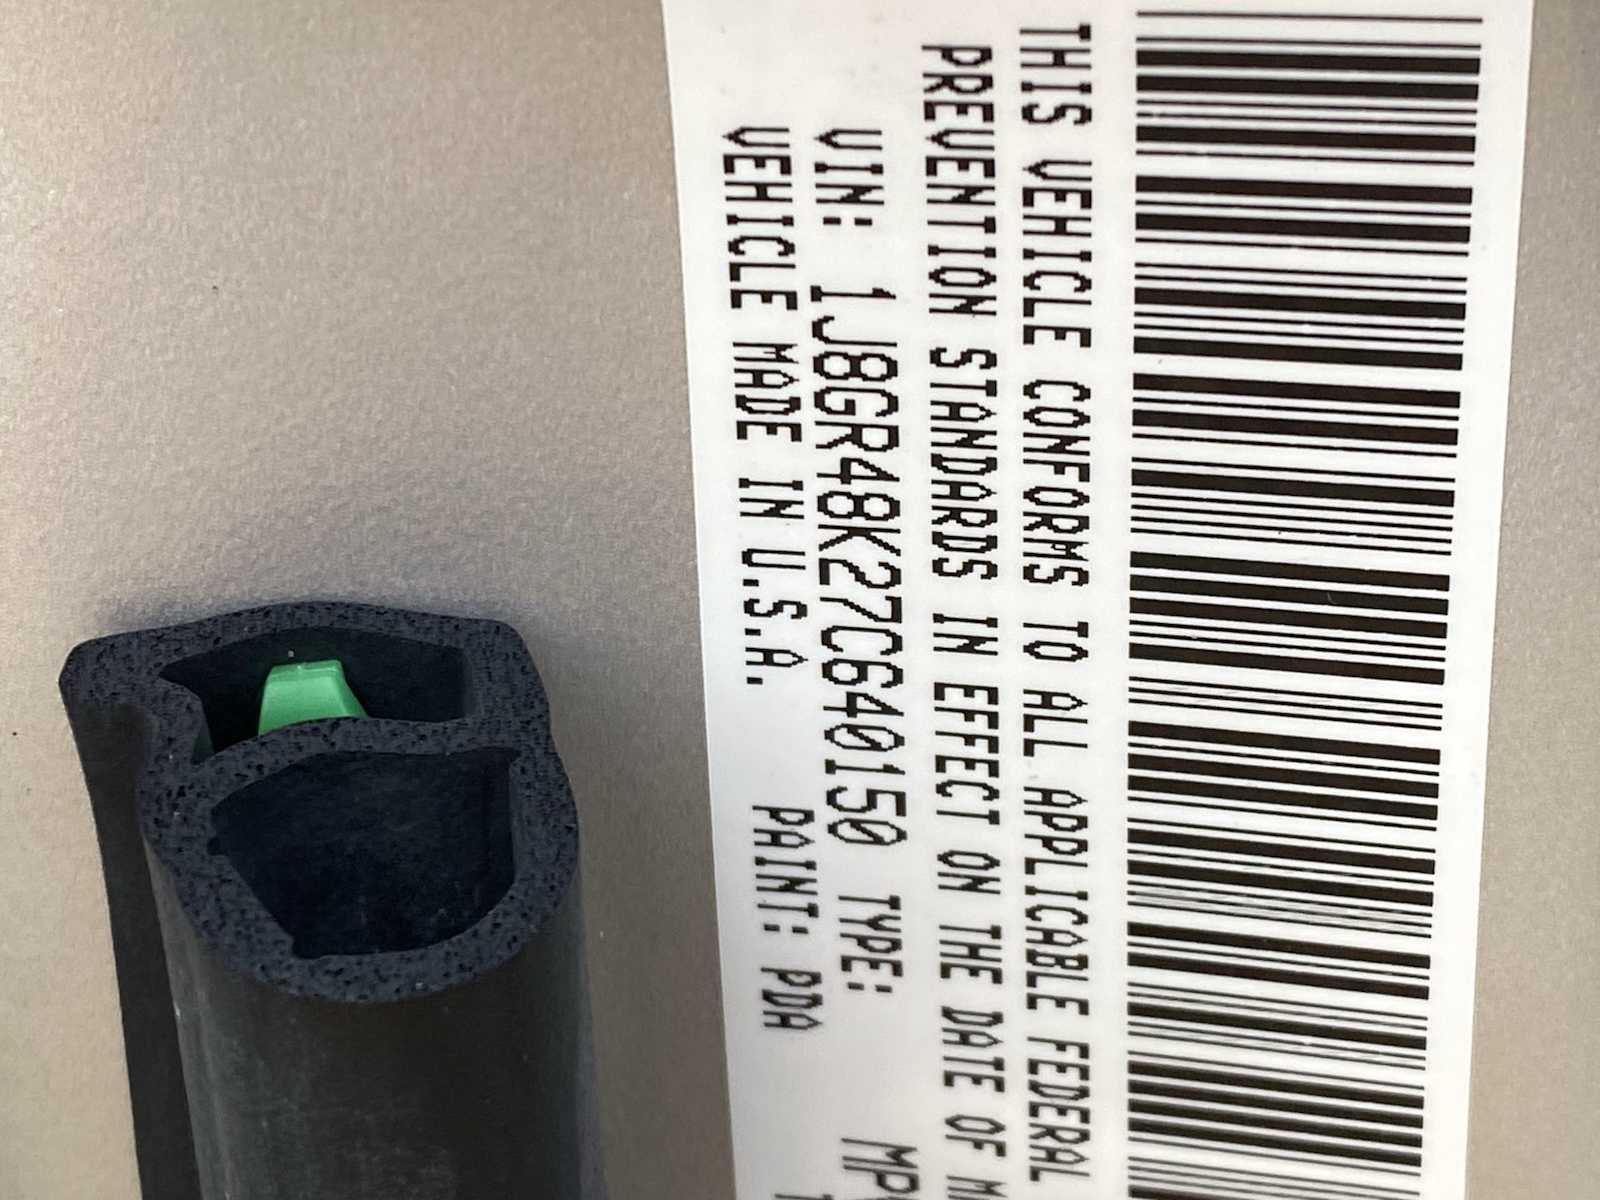 THIS VEHICLE CONFORMS TO ALL APPLICABLE FEDERAL
PREVENTION STANDARDS IN EFFECT ON THE DATE OF
VIN: 1J8GR48K27C640150 TYPE: MP
VEHICLE MADE IN U.S.A. PAINT: PDA